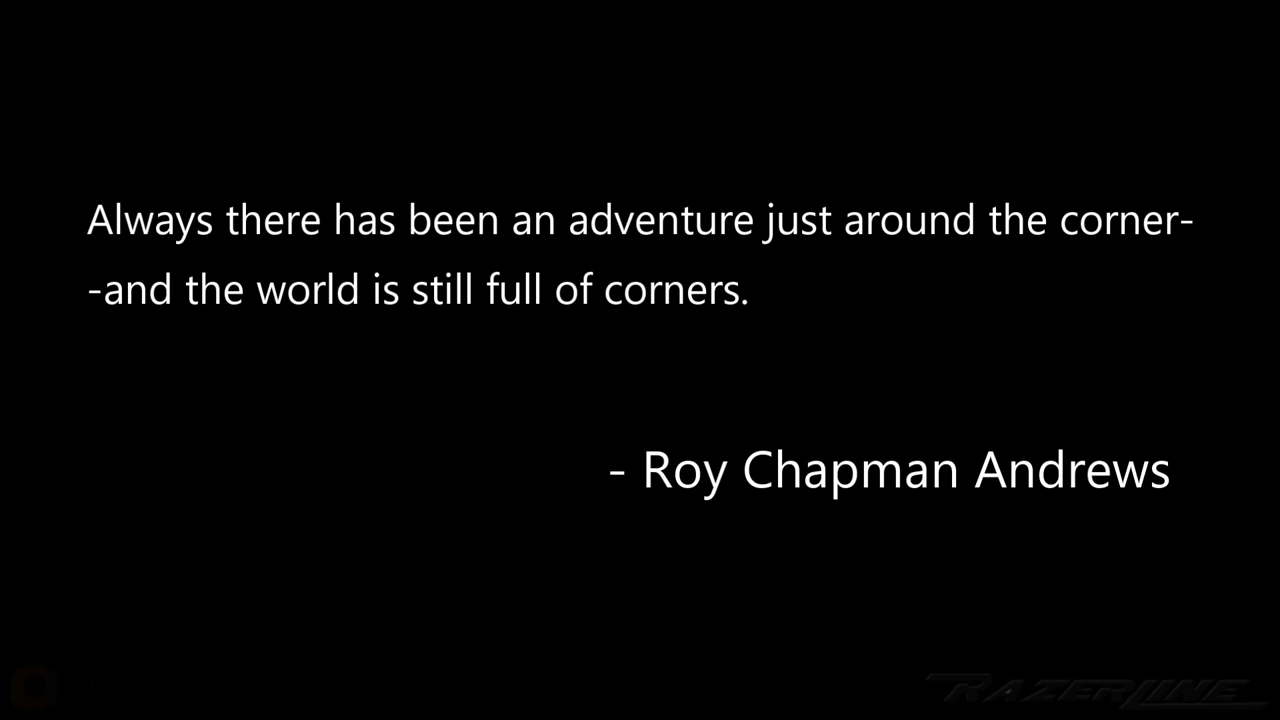 Always there has been an adventure just around the corner-
-and the world is still full of corners.
- Roy Chapman Andrews
RAZERLINE